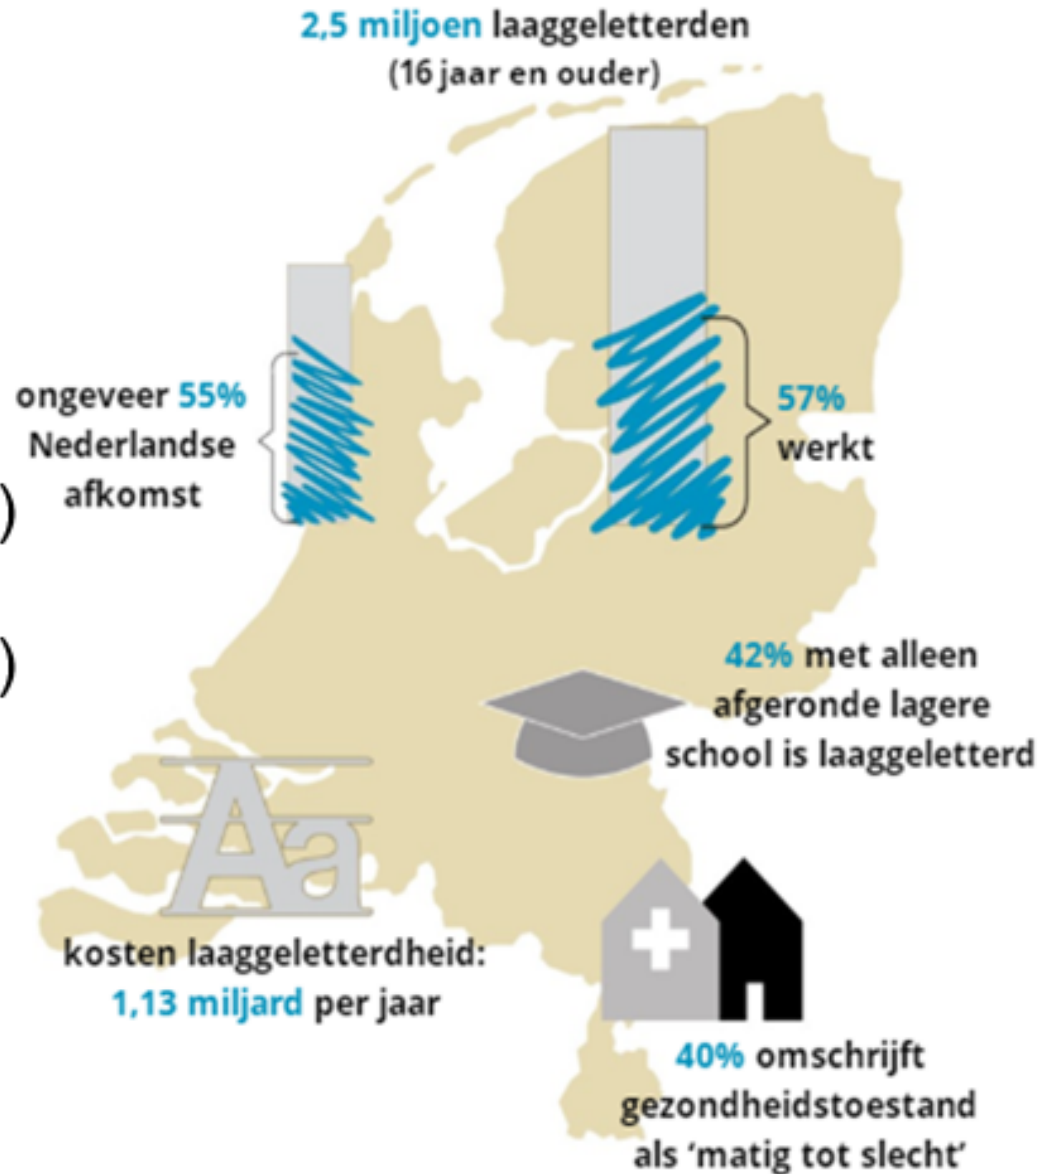 2,5 miljoen laaggeletterden
(16 jaar en ouder)
ongeveer 55%
Nederlandse
afkomst
57%
werkt
)
)
42% met alleen
afgeronde lagere
school is laaggeletterd
Aa
kosten laaggeletterdheid:
1,13 miljard per jaar
40% omschrijft
gezondheidstoestand
als ‘matig tot slecht’